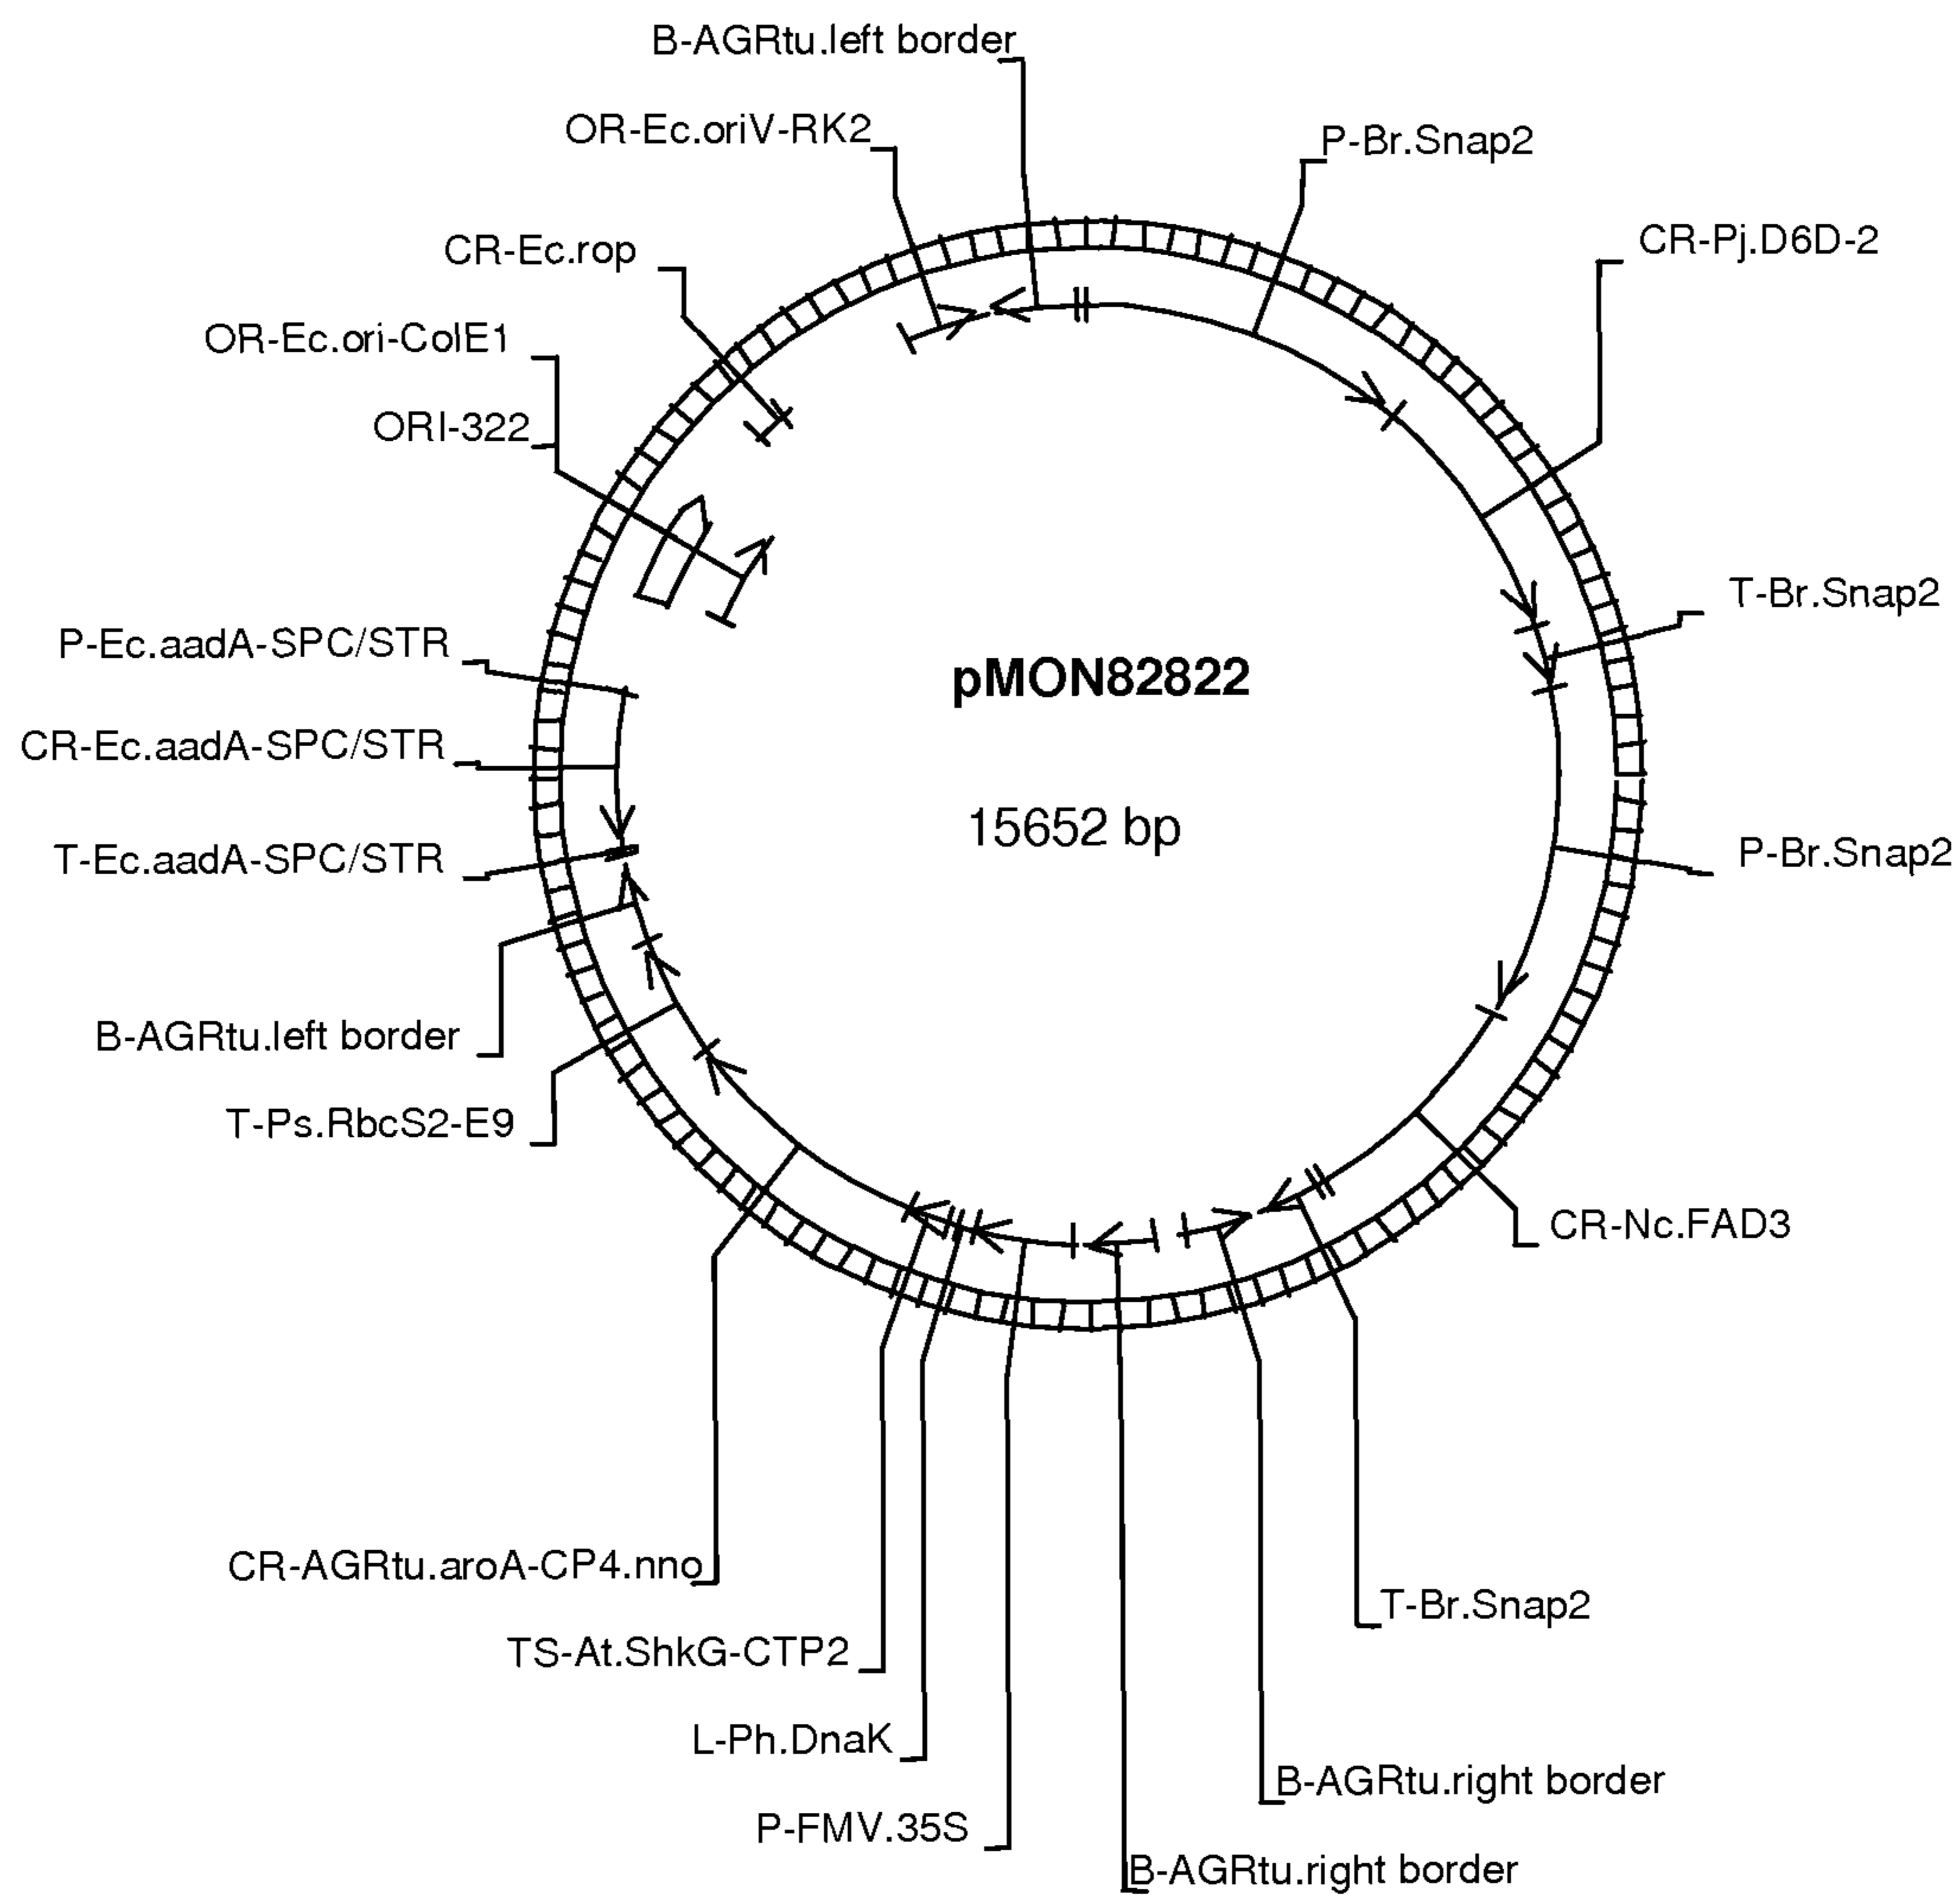 B-AGRtu.left border
OR-Ec.oriV-RK2
P-Br.Snap2
CR-Ec.rop
CR-Pj.D6D-2
OR-Ec.ori-ColE1
ORI-322
T-Br.Snap2
P-Ec.aadA-SPC/STR
pMON82822
CR-Ec.aadA-SPC/STR
15652 bp
T-Ec.aadA-SPC/STR
P-Br.Snap2
B-AGRtu.left border
T-Ps.RbcS2-E9
CR-Nc.FAD3
CR-AGRtu.aroA-CP4.nno
T-Br.Snap2
TS-At.ShkG-CTP2
L-Ph.DnaK
B-AGRtu.right border
P-FMV.35S
B-AGRtu.right border